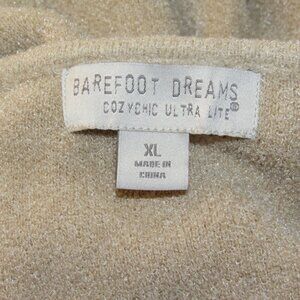 BAREFOOT DREAMS
COZYCHIC ULTRA LITE®
XL
MADE IN
CHINA